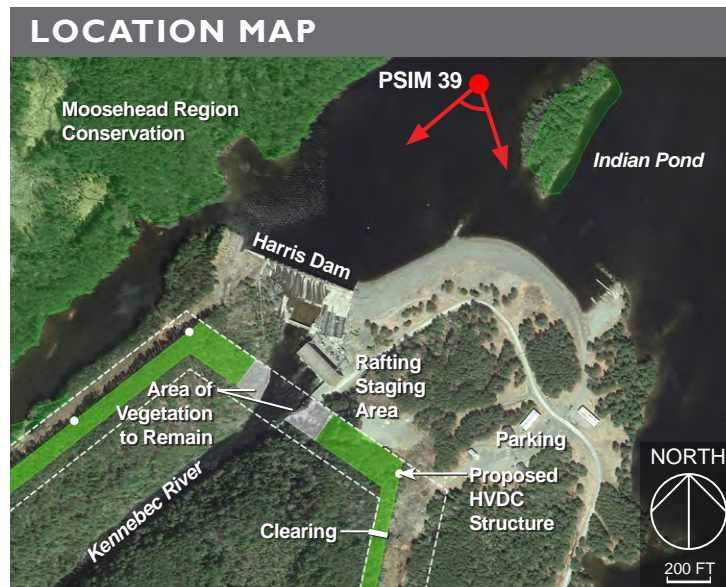 LOCATION MAP
PSIM 39
Moosehead Region
Conservation
Indian Pond
Harris Dam
Rafting
Staging
Area
Area of
Vegetation
to Remain
Parking
Proposed
HVDC
Structure
Kennebec River
Clearing
NORTH
200 FT